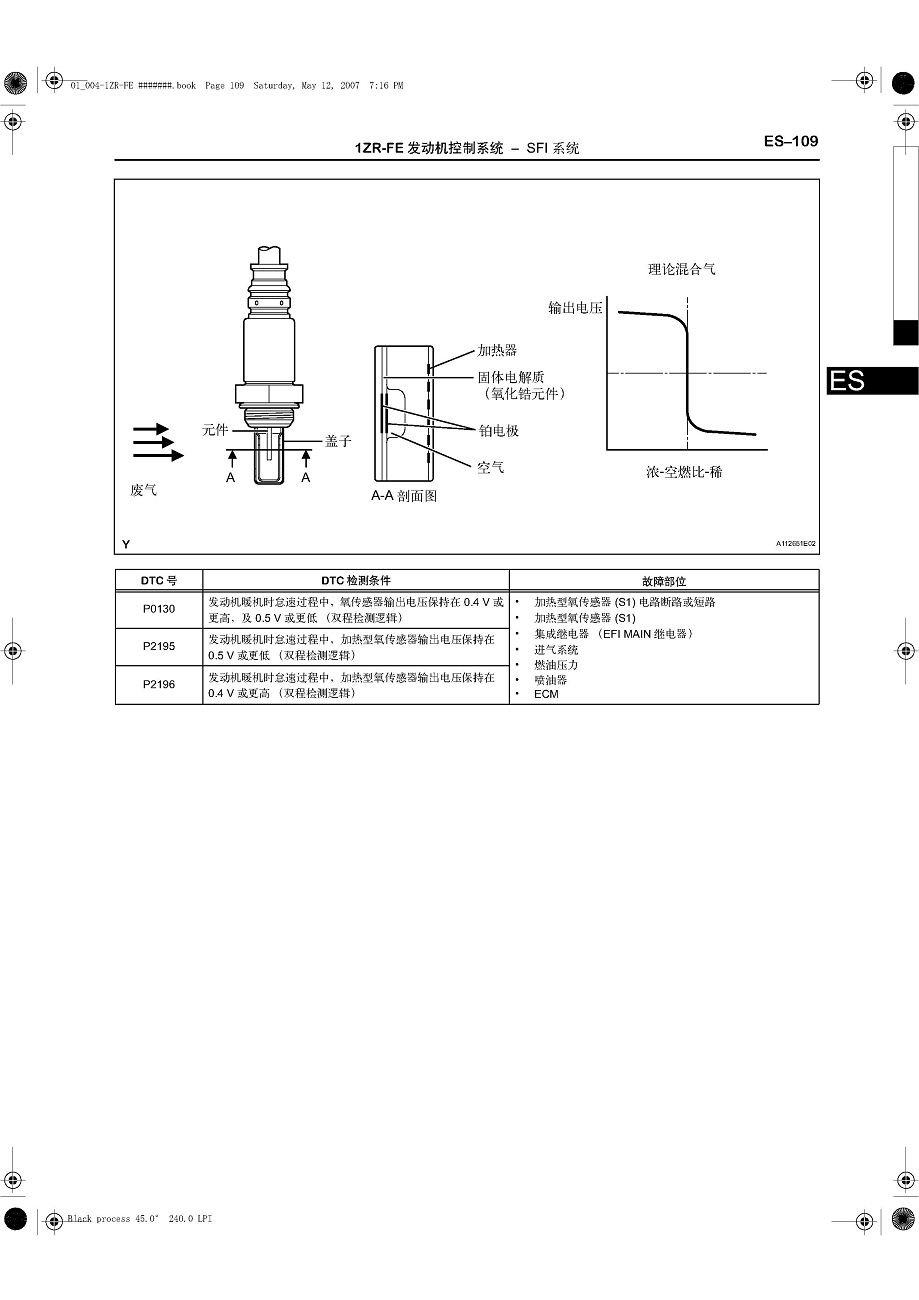 01_004-1ZR-FE #######.book Page 109 Saturday, May 12, 2007 7:16 PM
1ZR-FE 发动机控制系统 – SFI 系统
ES–109
理论混合气
输出电压
加热器
固体电解质
（氧化锆元件）
元件
盖子
铂电极
空气
A
A
浓-空燃比-稀
废气
A-A 剖面图
Y
A112651E02
ES
DTC 号
DTC 检测条件
故障部位
P0130
发动机暖机时怠速过程中，氧传感器输出电压保持在 0.4 V 或
更高，及 0.5 V 或更低（双程检测逻辑）
P2195
发动机暖机时怠速过程中，加热型氧传感器输出电压保持在
0.5 V 或更低（双程检测逻辑）
P2196
发动机暖机时怠速过程中，加热型氧传感器输出电压保持在
0.4 V 或更高（双程检测逻辑）
• 加热型氧传感器 (S1) 电路断路或短路
• 加热型氧传感器 (S1)
• 集成继电器（EFI MAIN 继电器）
• 进气系统
• 燃油压力
• 喷油器
• ECM
Black process 45.0° 240.0 LPI